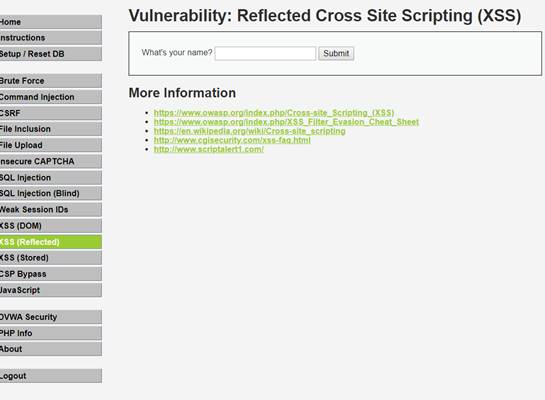 Home
Instructions
Setup / Reset DB
Brute Force
Command Injection
CSRF
File Inclusion
File Upload
Insecure CAPTCHA
SQL Injection
SQL Injection (Blind)
Weak Session IDs
XSS (DOM)
XSS (Reflected)
XSS (Stored)
CSP Bypass
JavaScript
DVWA Security
PHP Info
About
Logout
Vulnerability: Reflected Cross Site Scripting (XSS)
What's your name? Submit
More Information
https://www.owasp.org/index.php/Cross-site_Scripting_(XSS)
https://www.owasp.org/index.php/XSS_Filter_Evasion_Cheat_Sheet
https://en.wikipedia.org/wiki/Cross-site_scripting
http://www.cgisecurity.com/xss-faq.html
http://www.scriptalert1.com/